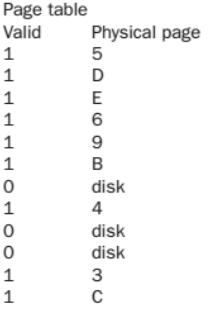 Page table
Valid Physical page
1 5
1 D
1 E
1 6
1 9
1 B
0 disk
1 4
0 disk
0 disk
1 3
1 C